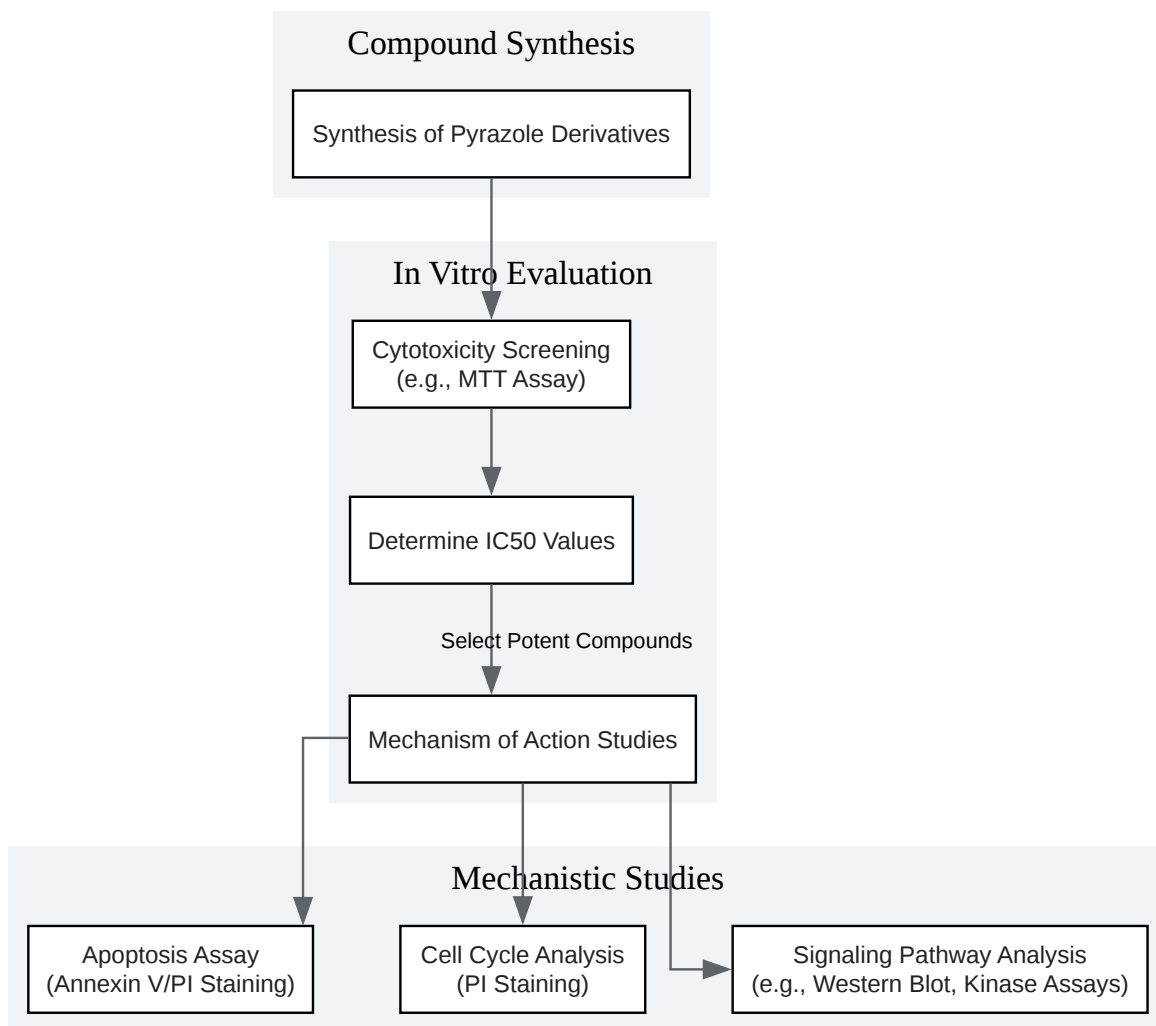 Compound Synthesis
Synthesis of Pyrazole Derivatives
In Vitro Evaluation
Cytotoxicity Screening
(e.g., MTT Assay)
Determine IC50 Values
Select Potent Compounds
Mechanism of Action Studies
Mechanistic Studies
Apoptosis Assay
(Annexin V/PI Staining)
Cell Cycle Analysis
(PI Staining)
Signaling Pathway Analysis
(e.g., Western Blot, Kinase Assays)